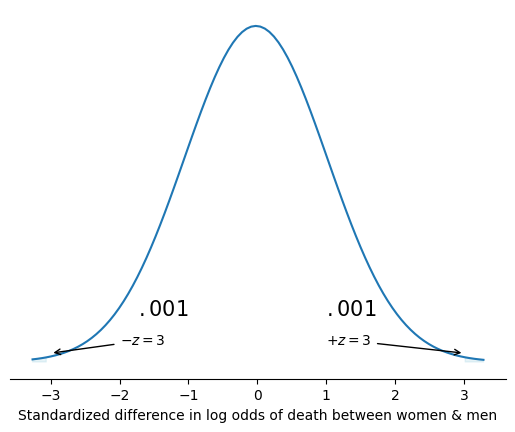 .001 .001
−z = 3 +z = 3
−3 −2 −1 0 1 2 3
Standardized difference in log odds of death between women & men